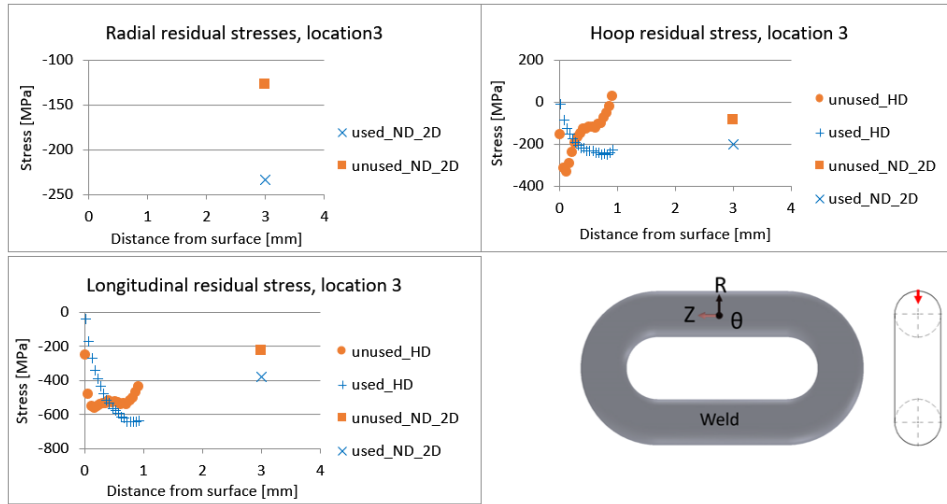 Radial residual stresses, location3
-100
-150
-200
-250
Stress [MPa]
0 1 2 3 4
Distance from surface [mm]
used_ND_2D
unused_ND_2D
Hoop residual stress, location 3
200
0
-200
-400
Stress [MPa]
0 1 2 3 4
Distance from surface [mm]
unused_HD
used_HD
unused_ND_2D
used_ND_2D
Longitudinal residual stress, location 3
0
-200
-400
-600
-800
Stress [MPa]
0 1 2 3 4
Distance from surface [mm]
unused_HD
used_HD
unused_ND_2D
used_ND_2D
R
Z θ
Weld